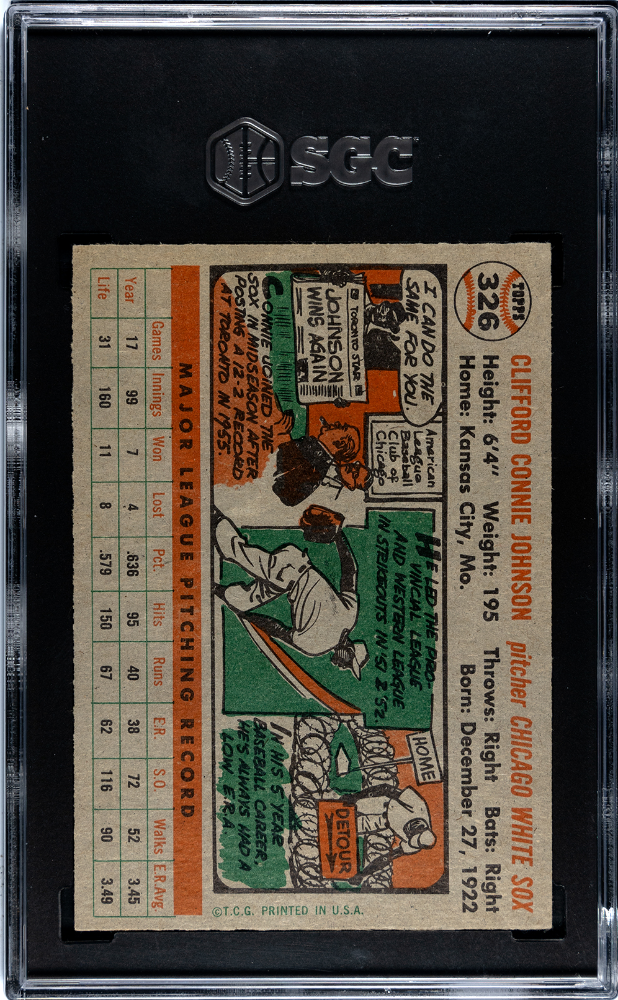 SGC
TOPPS
326
CLIFFORD CONNIE JOHNSON pitcher CHICAGO WHITE SOX
Height: 6'4" Weight: 195 Throws: Right Bats: Right
Home: Kansas City, Mo. Born: December 27, 1922
I CAN DO THE
SAME FOR YOU.
TORONTO STAR
JOHNSON
WINS AGAIN
American
League
Baseball
Club of
Chicago
CONNIE JOINED THE
SOX IN MIDSEASON AFTER
POSTING A 12-2 RECORD
AT TORONTO IN 1955.
HE LED THE PRO-
VINCIAL LEAGUE
AND WESTERN LEAGUE
IN STRIKEOUTS IN '51 & '52.
HOME
DETOUR
IN HIS 5 YEAR
BASEBALL CAREER,
HE'S ALWAYS HAD A
LOW E.R.A.
MAJOR LEAGUE PITCHING RECORD
Games Innings Won Lost Pct. Hits Runs E.R. S.O. Walks E.R.Avg.
Year 17 99 7 4 .636 95 40 38 72 52 3.45
Life 31 160 11 8 .579 150 67 62 116 90 3.49
©T.C.G. PRINTED IN U.S.A.